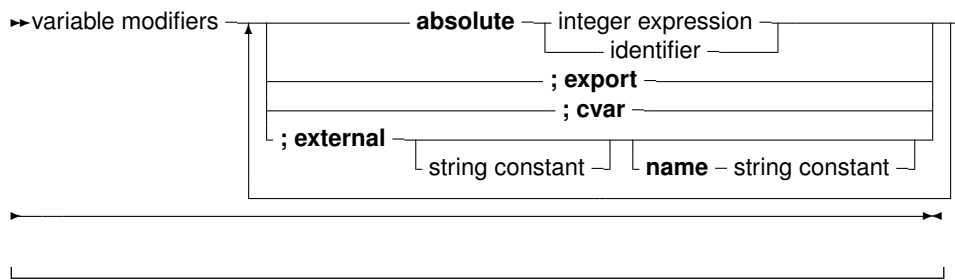 variable modifiers absolute integer expression
identifier
; export
; cvar
; external
string constant name string constant